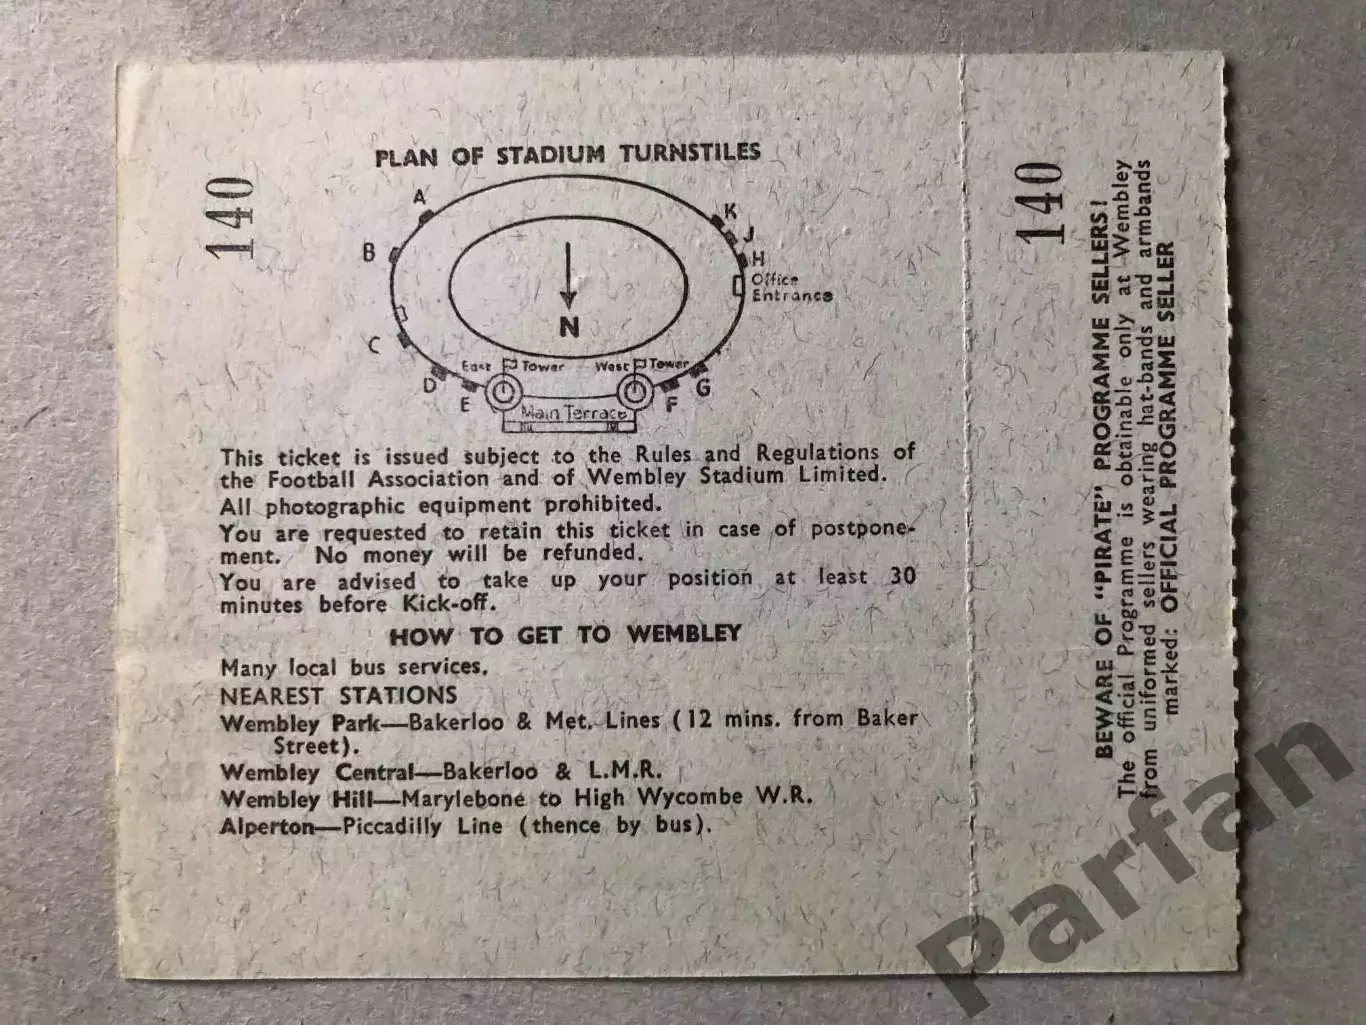 140
PLAN OF STADIUM TURNSTILES
A
B
C
D
E
K
J
H
Office
Entrance
N
East Tower
West Tower
G
F
Main Terrace
This ticket is issued subject to the Rules and Regulations of
the Football Association and of Wembley Stadium Limited.
All photographic equipment prohibited.
You are requested to retain this ticket in case of postpone-
ment. No money will be refunded.
You are advised to take up your position at least 30
minutes before Kick-off.
HOW TO GET TO WEMBLEY
Many local bus services.
NEAREST STATIONS
Wembley Park—Bakerloo & Met. Lines (12 mins. from Baker
Street).
Wembley Central—Bakerloo & L.M.R.
Wembley Hill—Marylebone to High Wycombe W.R.
Alperton—Piccadilly Line (thence by bus).
140
BEWARE OF "PIRATE" PROGRAMME SELLERS!
The official Programme is obtainable only at Wembley
from uniformed sellers wearing hat-bands and armbands
marked: OFFICIAL PROGRAMME SELLER
Parfan